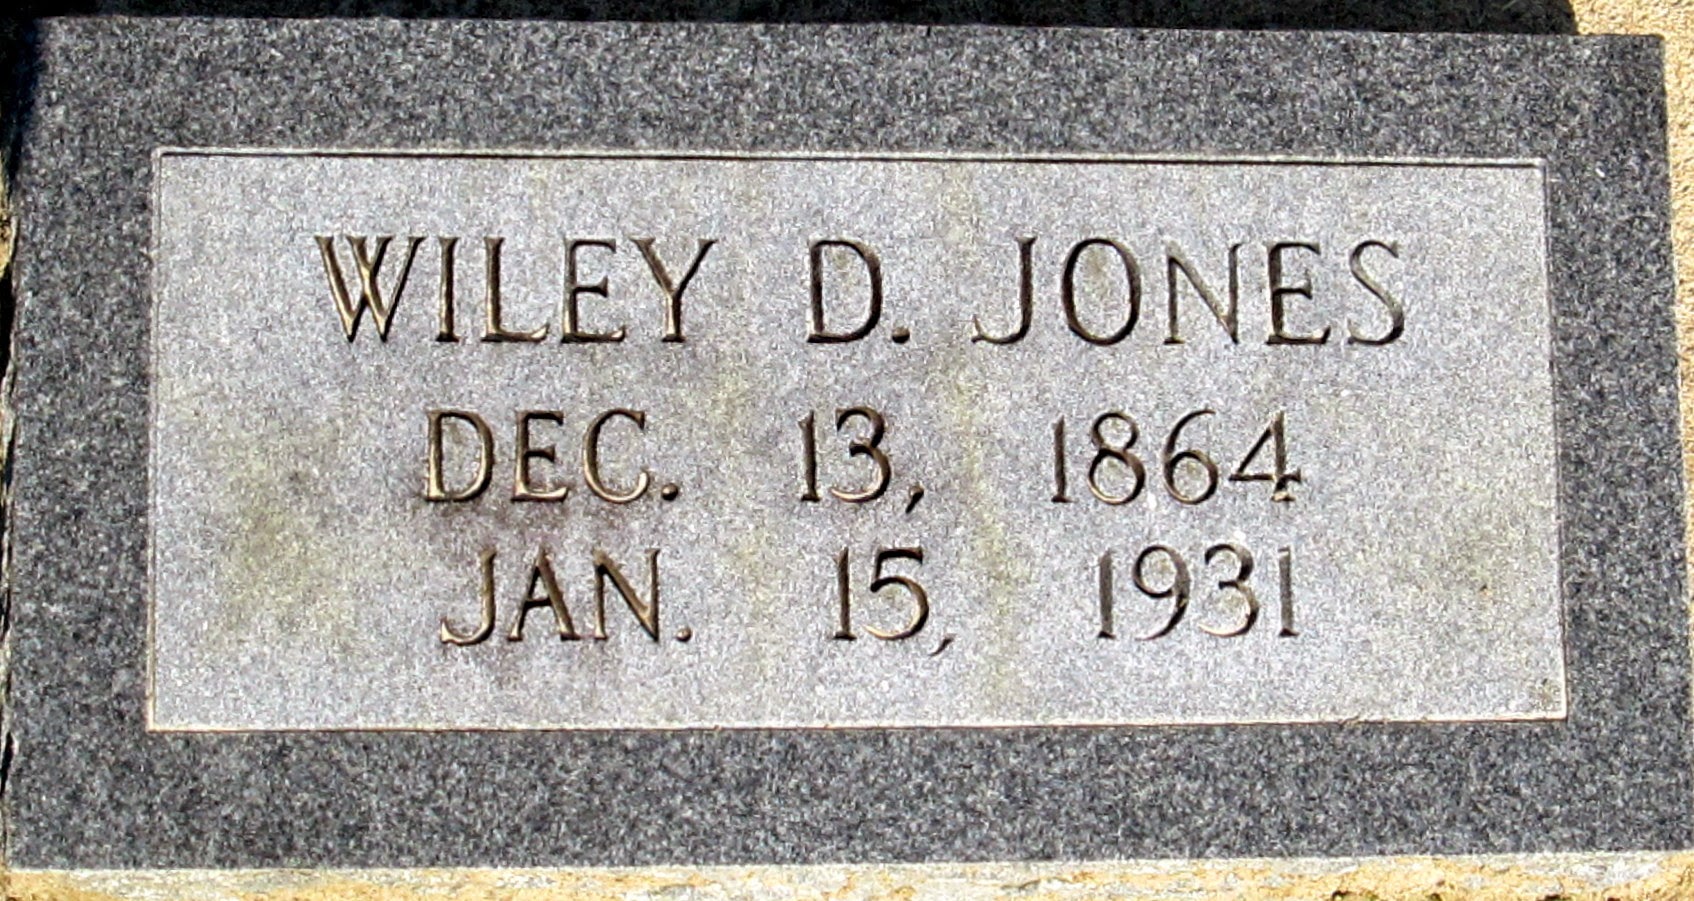 WILEY D. JONES
DEC. 13, 1864
JAN. 15, 1931